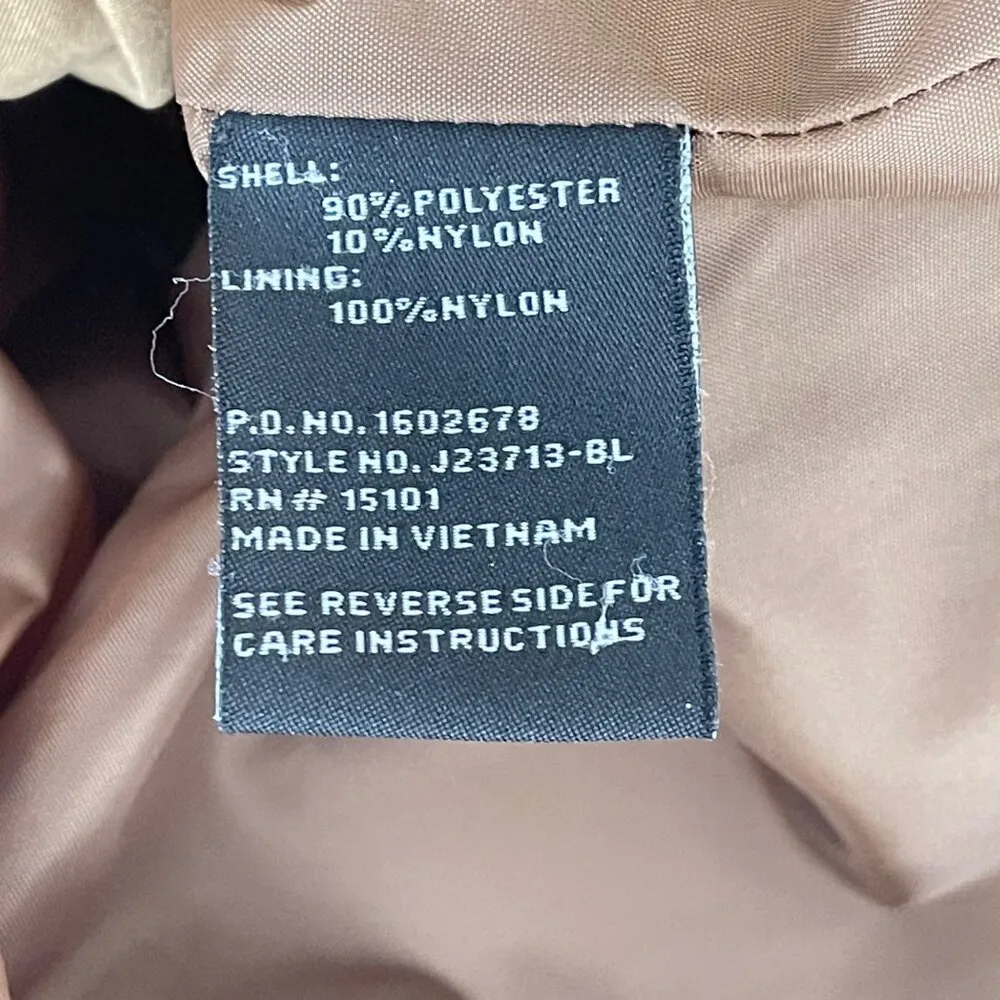 SHELL:
90%POLYESTER
10%NYLON
LINING:
100%NYLON
P.O.NO.1602678
STYLE NO.J23713-BL
RN# 15101
MADE IN VIETNAM
SEE REVERSE SIDE FOR
CARE INSTRUCTIONS